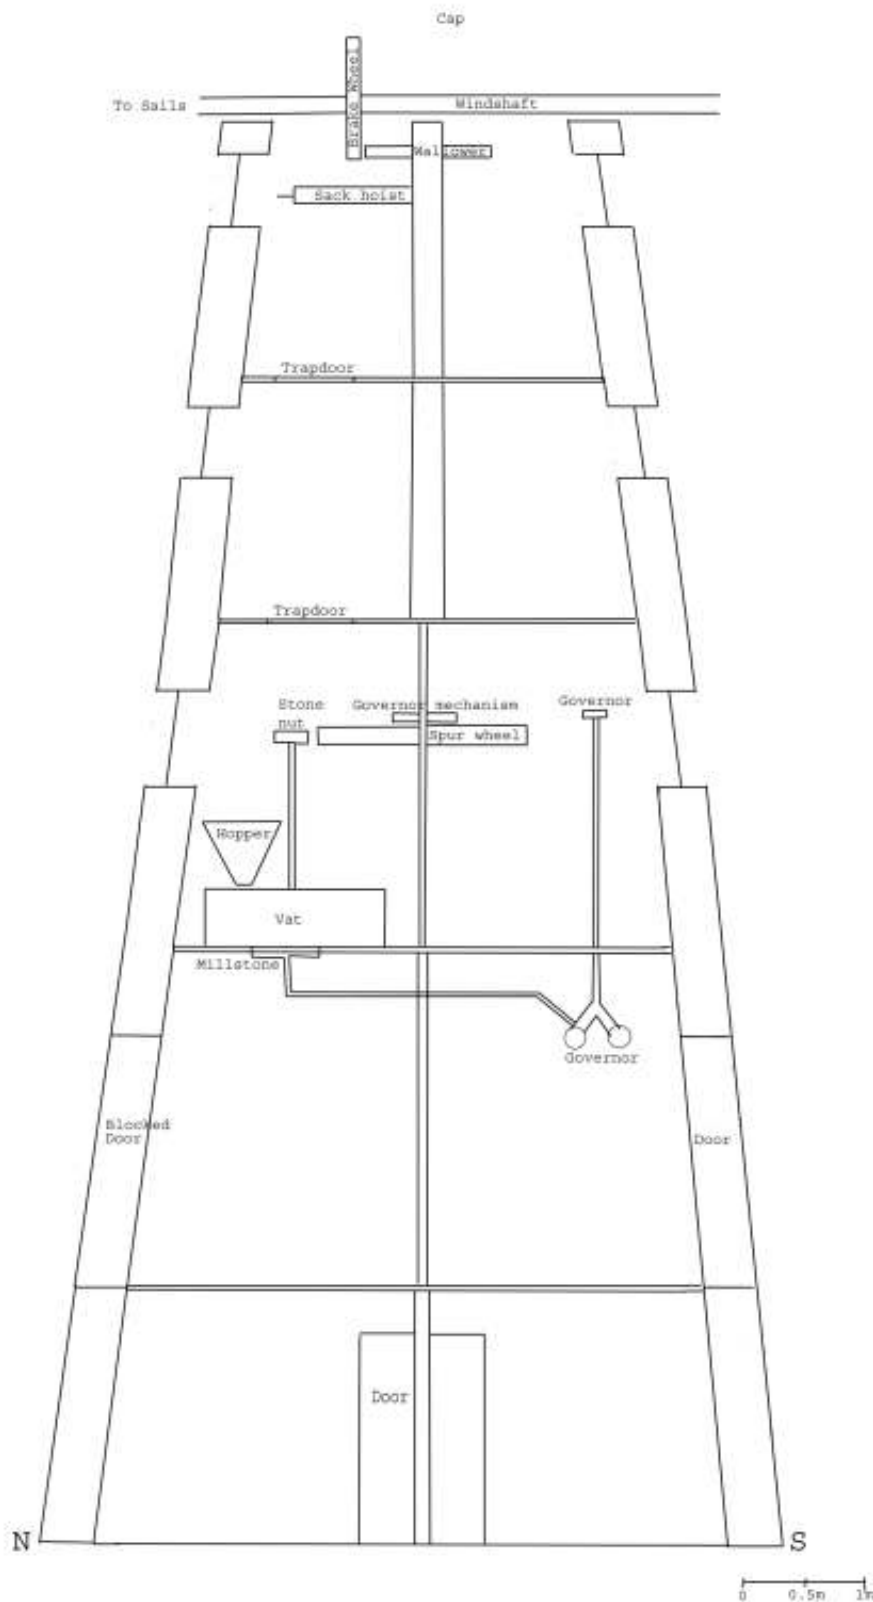 Cap
Brake Wheel
To Sails
Windshaft
Wallower
Sack hoist
Trapdoor
Trapdoor
Stone
nut
Governor mechanism
Governor
Spur wheel
Hopper
Vat
Millstone
Governor
Blocked
Door
Door
Door
N
S
0 0.5m 1m